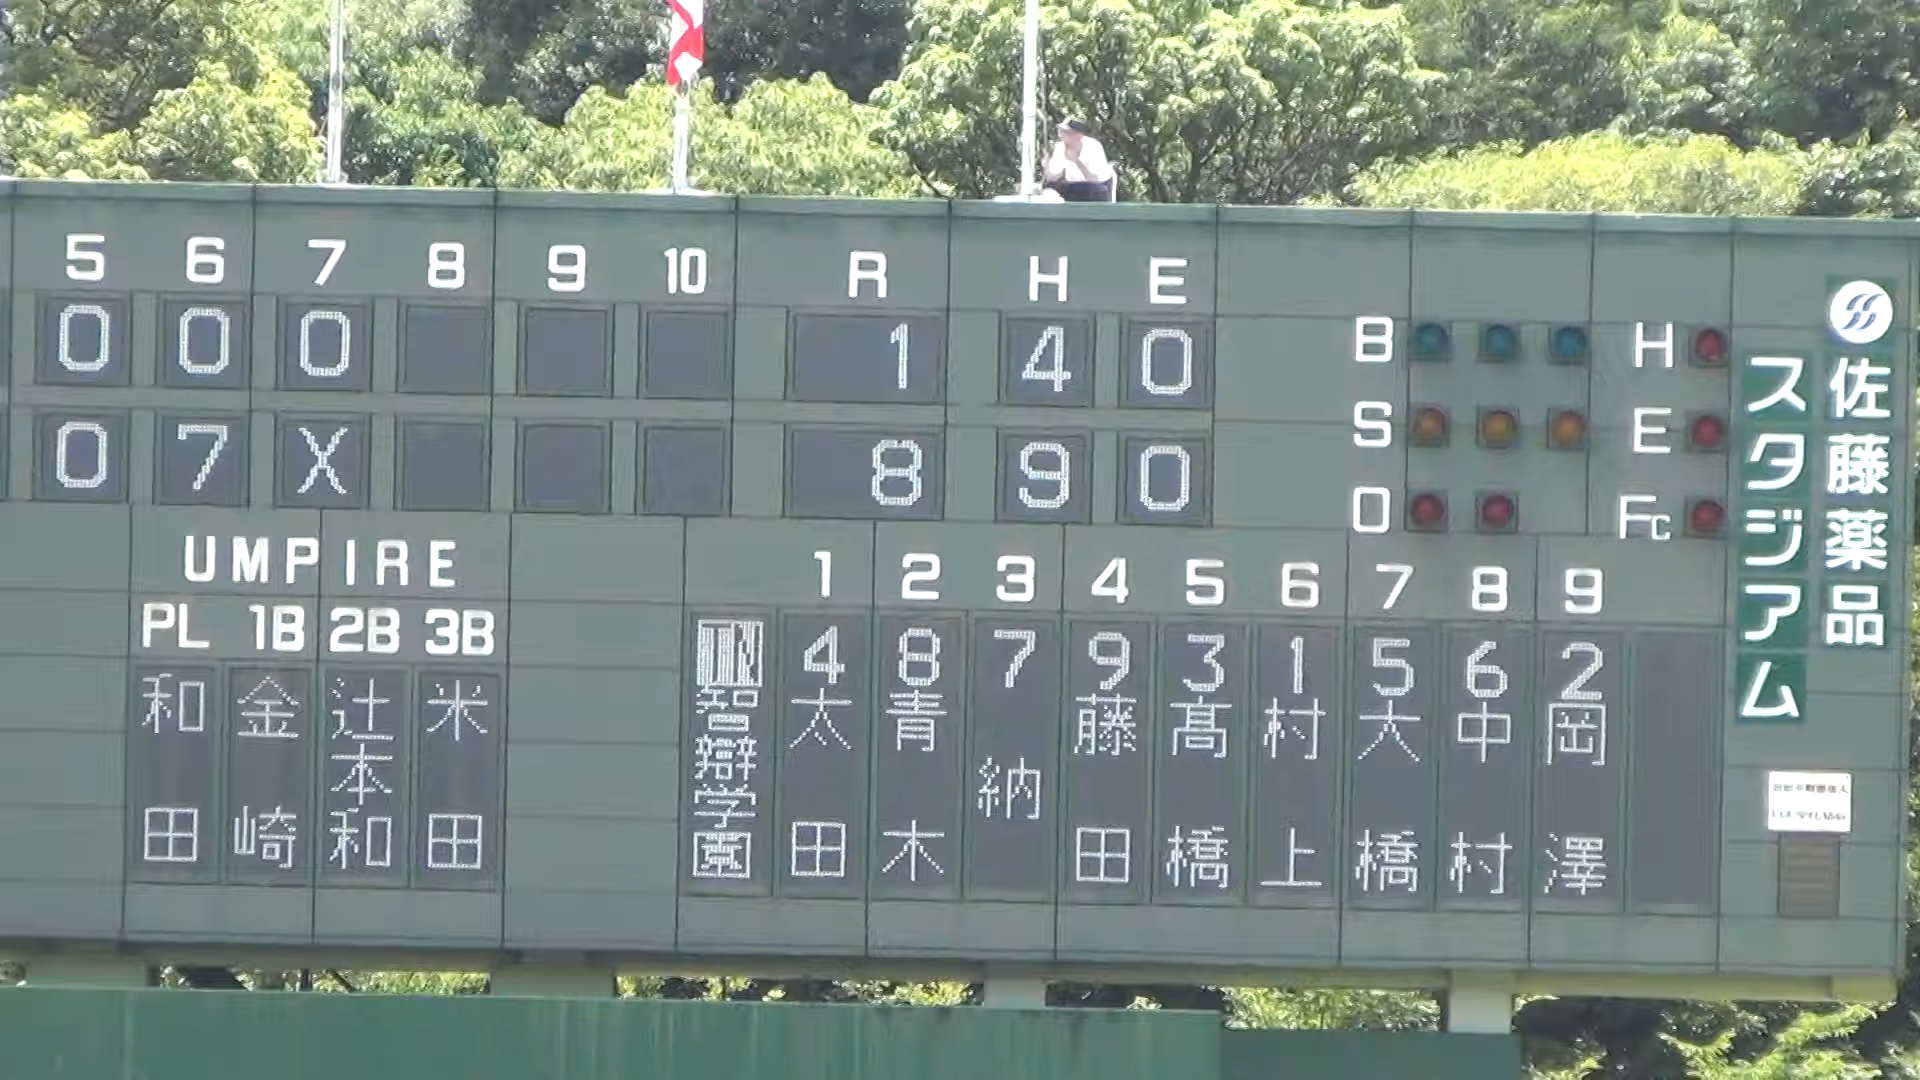 5 6 7 8 9 10 R H E
0 0 0 1 4 0
0 7 X 8 9 0
B H
S E
O Fc
UMPIRE
PL 1B 2B 3B
和田
金崎
辻本和
米田
1 2 3 4 5 6 7 8 9
智辯学園
4 太田
8 青木
7 納
9 藤田
3 髙橋
1 村上
5 大橋
6 中村
2 岡澤
佐藤薬品
スタジアム